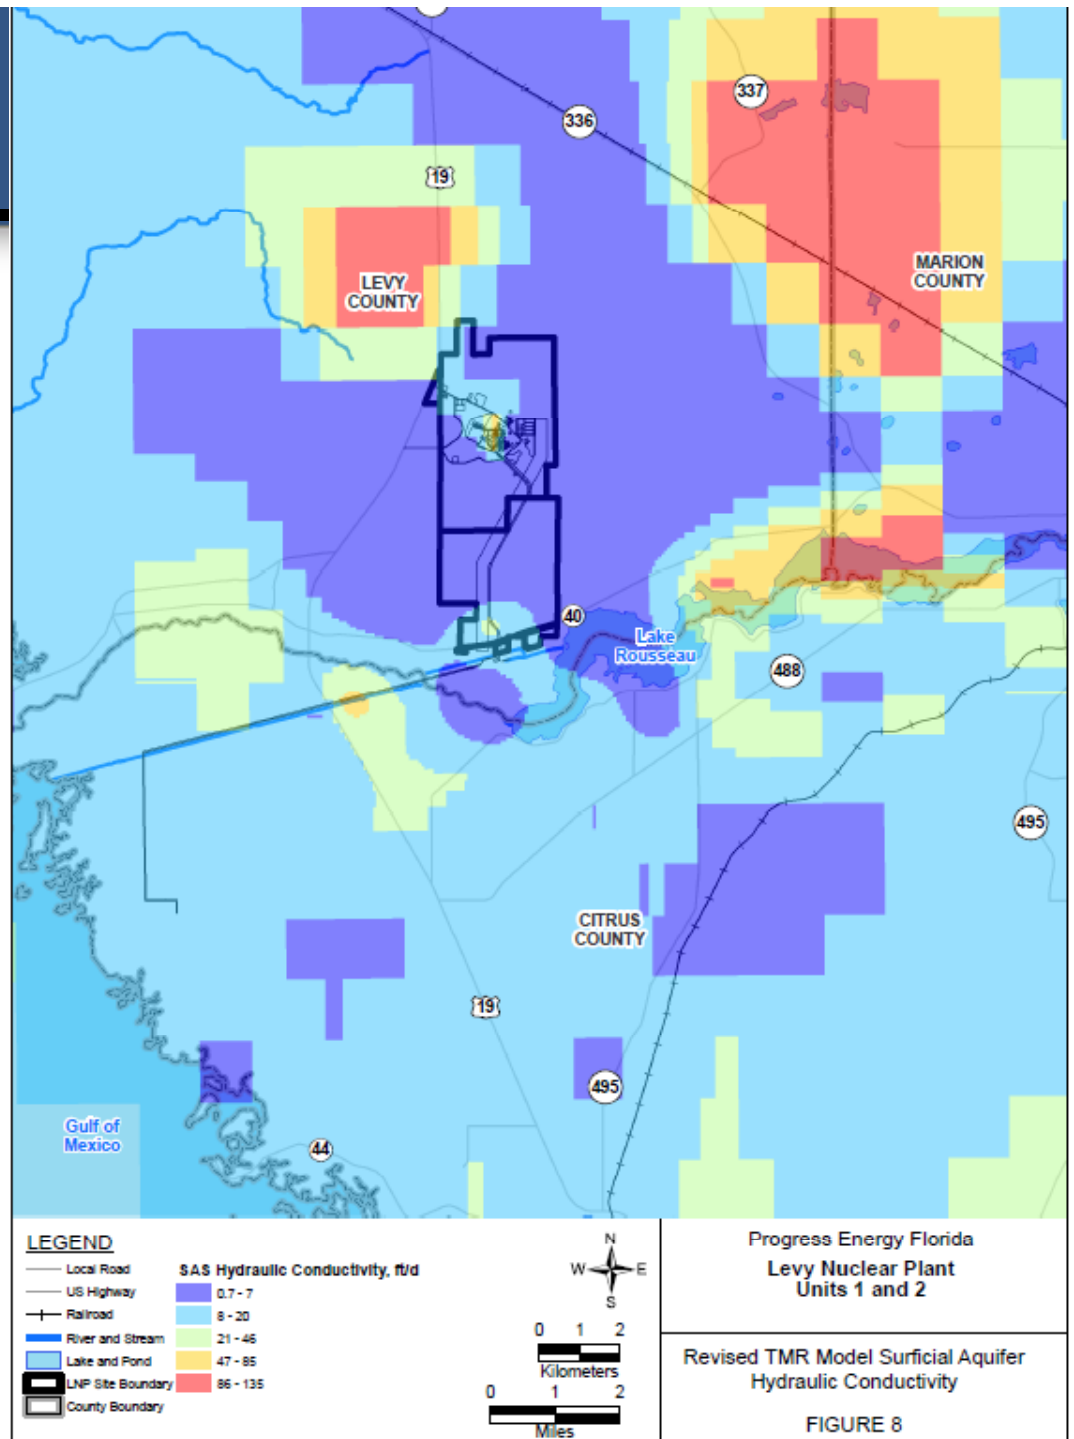 336
337
19
LEVY
COUNTY
MARION
COUNTY
40
Lake
Rousseau
488
495
CITRUS
COUNTY
19
495
Gulf of
Mexico
44
LEGEND
Local Road
US Highway
Railroad
River and Stream
Lake and Pond
LNP Site Boundary
County Boundary
SAS Hydraulic Conductivity, ft/d
0.7 - 7
8 - 20
21 - 46
47 - 85
86 - 135
N
W E
S
0 1 2
Kilometers
0 1 2
Miles
Progress Energy Florida
Levy Nuclear Plant
Units 1 and 2
Revised TMR Model Surficial Aquifer
Hydraulic Conductivity
FIGURE 8